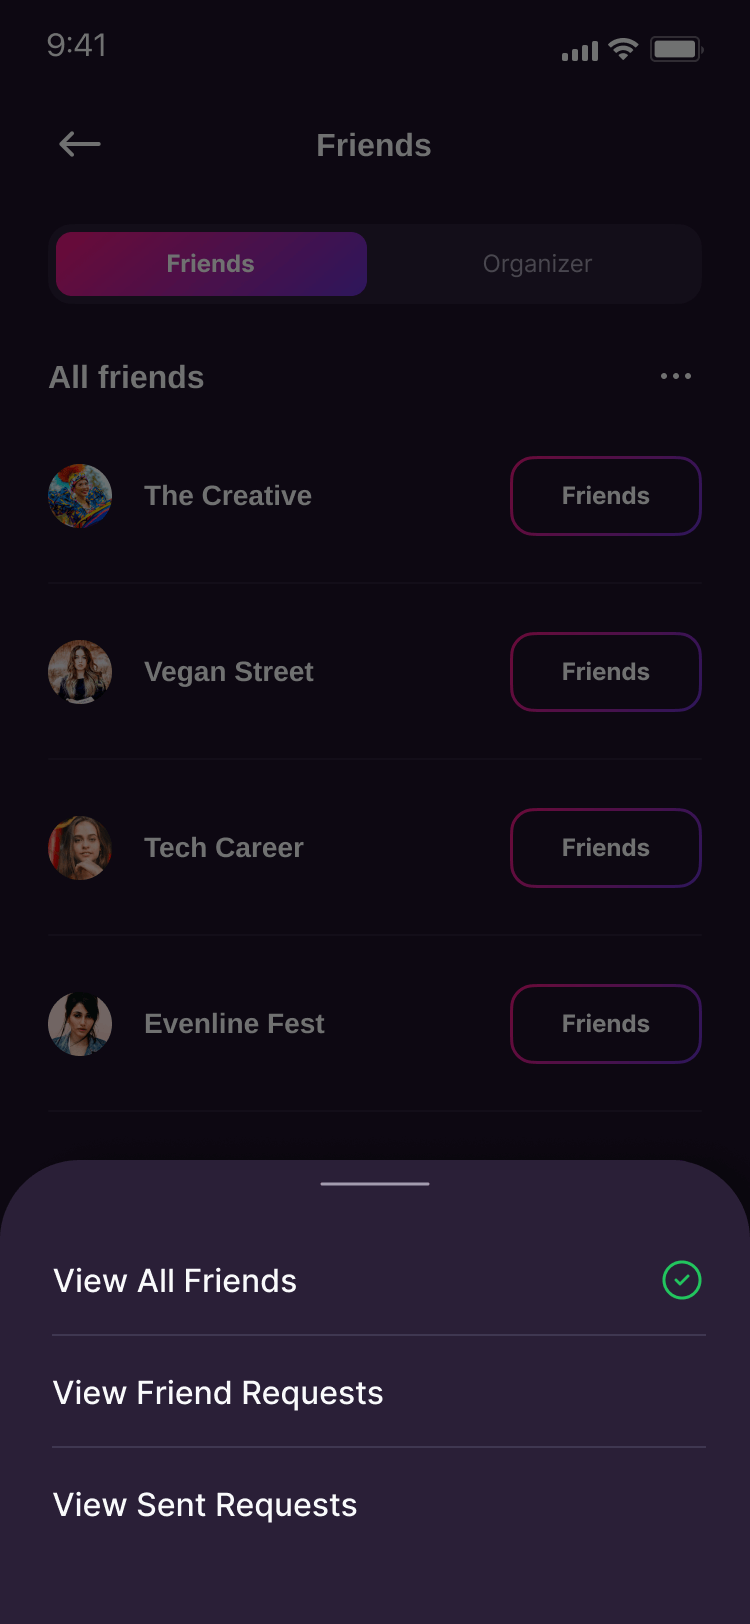 9:41
Friends
Friends
Organizer
All friends
The Creative
Friends
Vegan Street
Friends
Tech Career
Friends
Evenline Fest
Friends
View All Friends
View Friend Requests
View Sent Requests